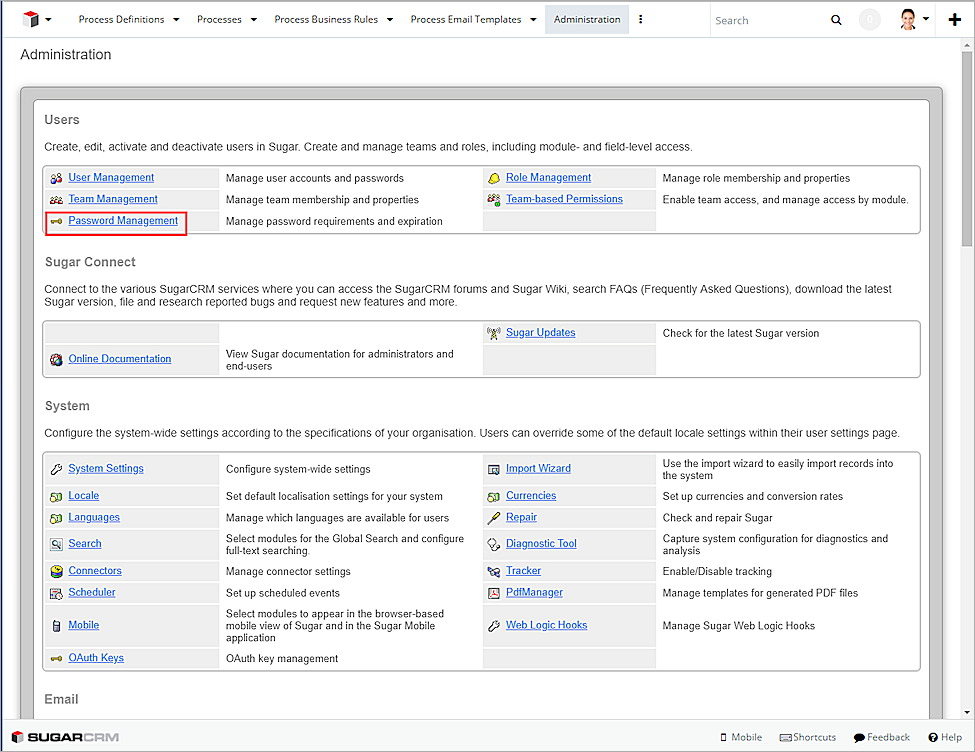 Process Definitions Processes Process Business Rules Process Email Templates Administration Search 0
Administration
Users
Create, edit, activate and deactivate users in Sugar. Create and manage teams and roles, including module- and field-level access.
User Management Manage user accounts and passwords Role Management Manage role membership and properties
Team Management Manage team membership and properties Team-based Permissions Enable team access, and manage access by module.
Password Management Manage password requirements and expiration
Sugar Connect
Connect to the various SugarCRM services where you can access the SugarCRM forums and Sugar Wiki, search FAQs (Frequently Asked Questions), download the latest
Sugar version, file and research reported bugs and request new features and more.
Sugar Updates Check for the latest Sugar version
Online Documentation View Sugar documentation for administrators and
end-users
System
Configure the system-wide settings according to the specifications of your organisation. Users can override some of the default locale settings within their user settings page.
System Settings Configure system-wide settings Import Wizard Use the import wizard to easily import records into
the system
Locale Set default localisation settings for your system Currencies Set up currencies and conversion rates
Languages Manage which languages are available for users Repair Check and repair Sugar
Search Select modules for the Global Search and configure
full-text searching. Diagnostic Tool Capture system configuration for diagnostics and
analysis
Connectors Manage connector settings Tracker Enable/Disable tracking
Scheduler Set up scheduled events PdfManager Manage templates for generated PDF files
Mobile Select modules to appear in the browser-based
mobile view of Sugar and in the Sugar Mobile
application Web Logic Hooks Manage Sugar Web Logic Hooks
OAuth Keys OAuth key management
Email
SUGARCRM Mobile Shortcuts Feedback Help